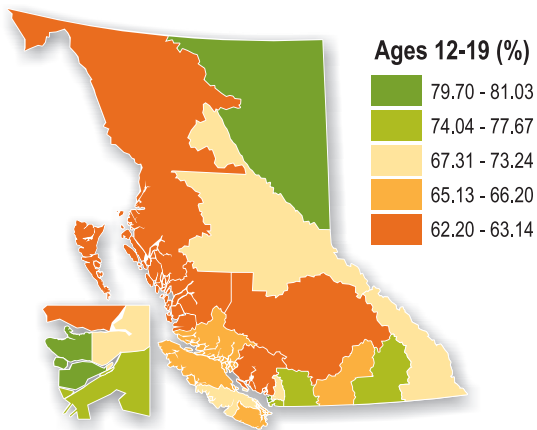 Ages 12-19 (%)
79.70 - 81.03
74.04 - 77.67
67.31 - 73.24
65.13 - 66.20
62.20 - 63.14